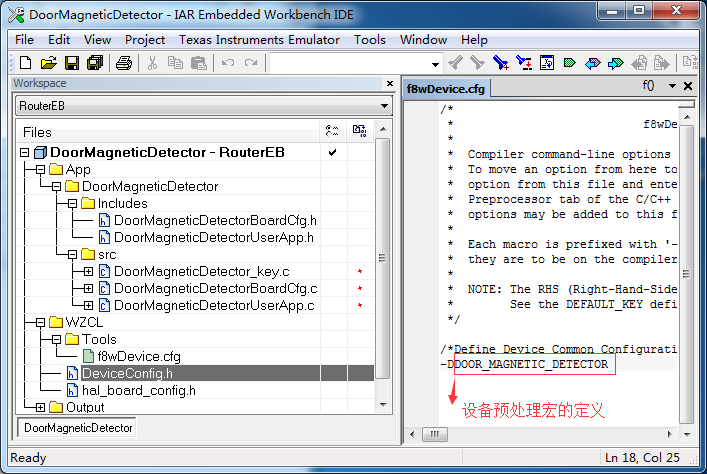 DoorMagneticDetector - IAR Embedded Workbench IDE
File Edit View Project Texas Instruments Emulator Tools Window Help
Workspace
RouterEB
Files
DoorMagneticDetector - RouterEB
App
DoorMagneticDetector
Includes
DoorMagneticDetectorBoardCfg.h
DoorMagneticDetectorUserApp.h
src
DoorMagneticDetector_key.c
DoorMagneticDetectorBoardCfg.c
DoorMagneticDetectorUserApp.c
WZCL
Tools
f8wDevice.cfg
DeviceConfig.h
hal_board_config.h
Output
DoorMagneticDetector
f8wDevice.cfg
f()
/*
* f8wDe
*
* Compiler command-line options
* To move an option from here to
* option from this file and ente
* Preprocessor tab of the C/C++
* options may be added to this f
*
* Each macro is prefixed with '-
* they are to be on the compiler
*
* NOTE: The RHS (Right-Hand-Side
* See the DEFAULT_KEY defi
*/
/*Define Device Common Configurati
-DDOOR_MAGNETIC_DETECTOR
设备预处理宏的定义
Ready
Ln 18, Col 25